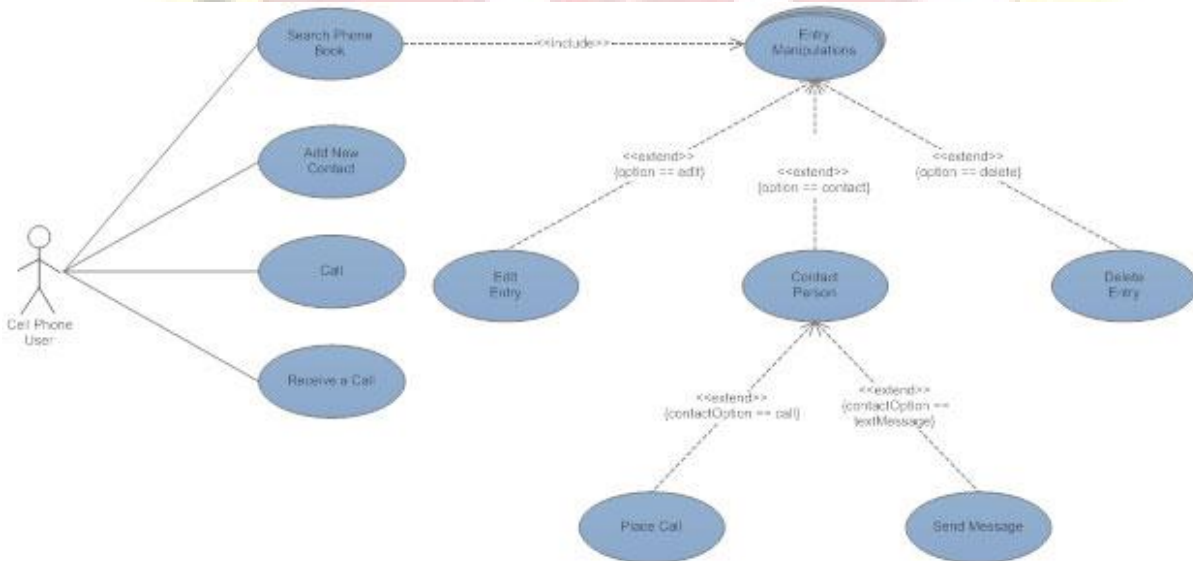 Search Phone
Book
<<include>>
Entry
Manipulations
Add New
Contact
<<extend>>
{option == edit}
<<extend>>
{option == contact}
<<extend>>
{option == delete}
Cell Phone
User
Call
Edit
Entry
Contact
Person
Delete
Entry
Receive a Call
<<extend>>
{contactOption == call}
<<extend>>
{contactOption ==
textMessage}
Place Call
Send Message